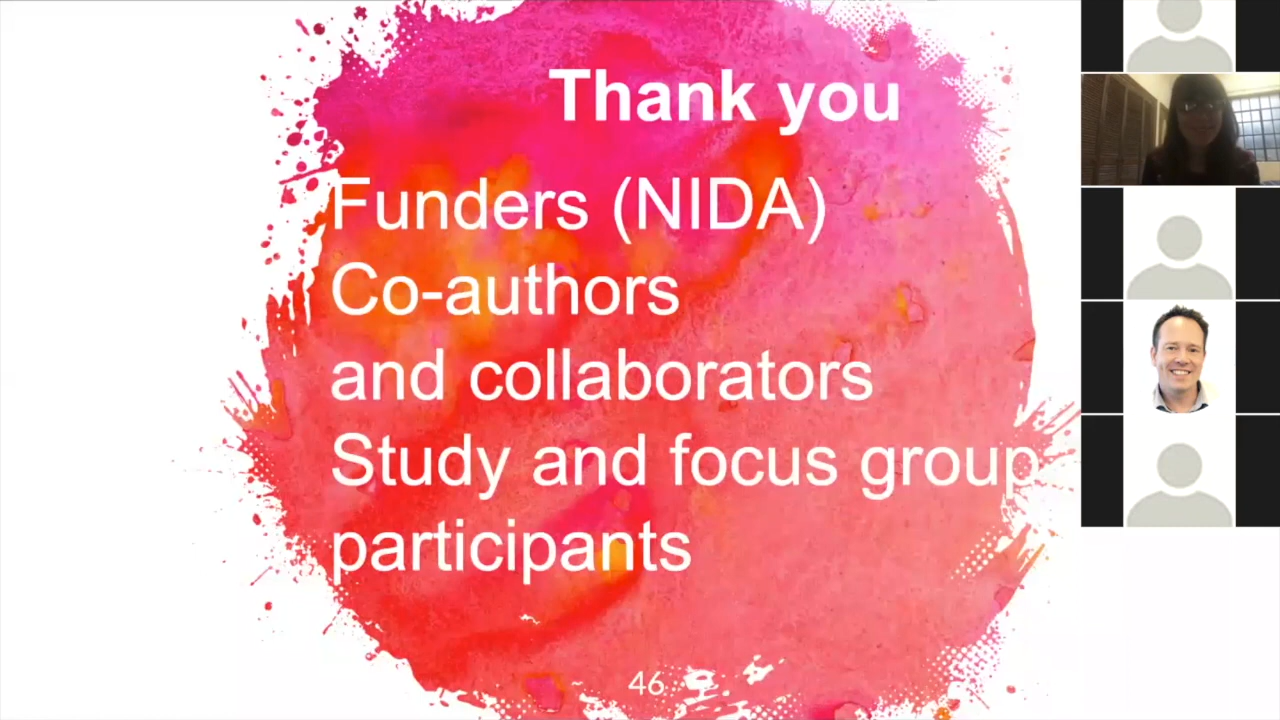 Thank you
Funders (NIDA)
Co-authors
and collaborators
Study and focus group
participants
46